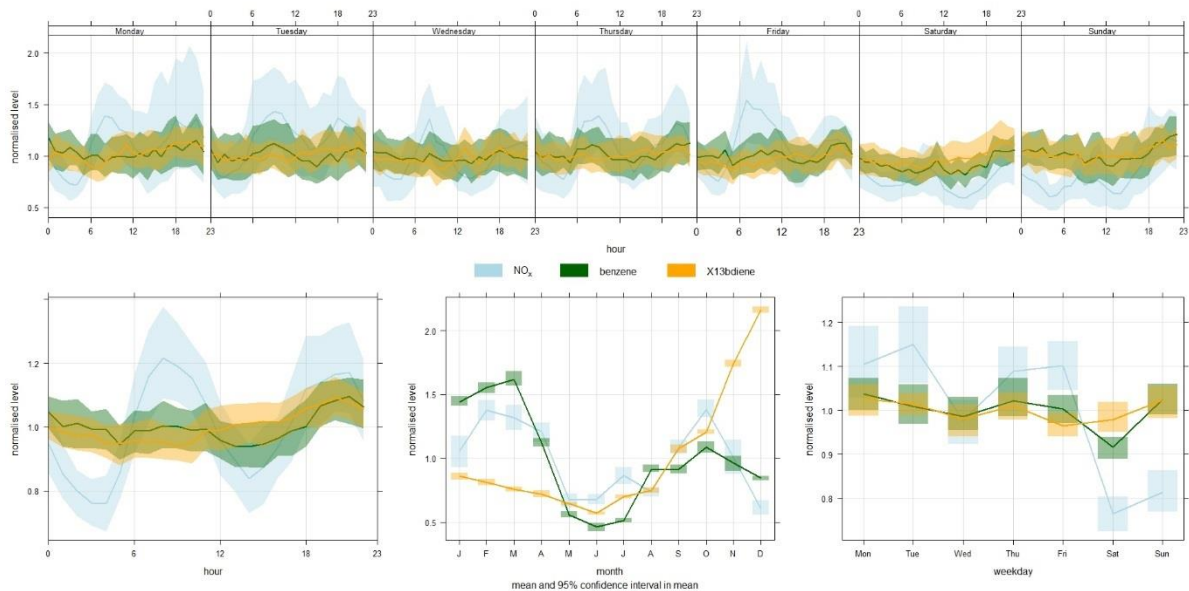 0 6 12 18 23 0 6 12 18 23 0 6 12 18 23
Monday Tuesday Wednesday Thursday Friday Saturday Sunday
normalised level
2.0
1.5
1.0
0.5
0 6 12 18 23 0 6 12 18 23 0 6 12 18 23 0 6 12 18 23
hour
NOx benzene X13bdiene
normalised level
1.4
1.2
1.0
0.8
0 6 12 18 23
hour
normalised level
2.0
1.5
1.0
0.5
J F M A M J J A S O N D
month
mean and 95% confidence interval in mean
normalised level
1.2
1.1
1.0
0.9
0.8
Mon Tue Wed Thu Fri Sat Sun
weekday